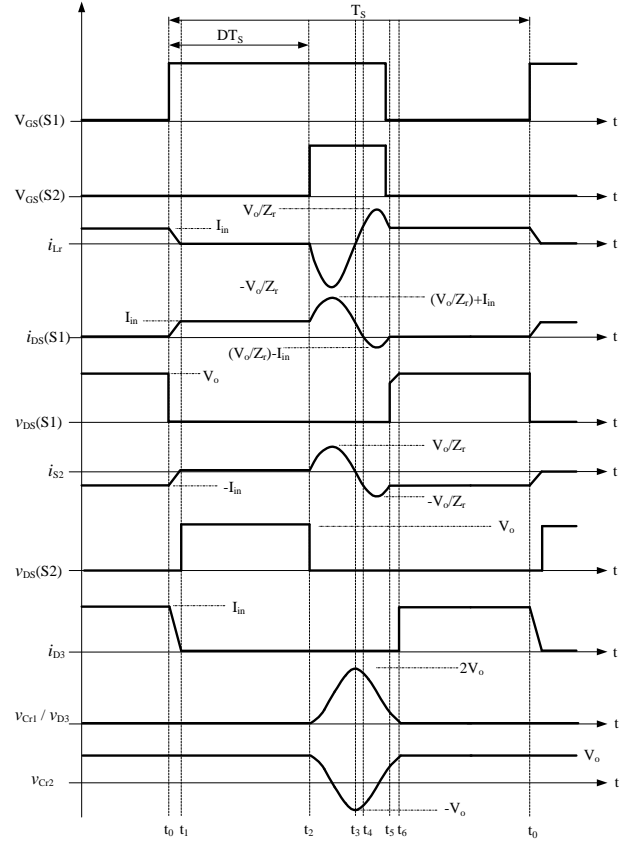 T_S
DT_S
V_GS(S1)
t
V_GS(S2)
t
V_o/Z_r
I_in
i_Lr
t
-V_o/Z_r
(V_o/Z_r)+I_in
I_in
i_DS(S1)
t
(V_o/Z_r)-I_in
V_o
v_DS(S1)
t
V_o/Z_r
i_S2
t
-I_in
-V_o/Z_r
V_o
v_DS(S2)
t
I_in
i_D3
t
2V_o
v_Cr1 / v_D3
t
V_o
v_Cr2
t
-V_o
t_0 t_1 t_2 t_3 t_4 t_5 t_6 t_0